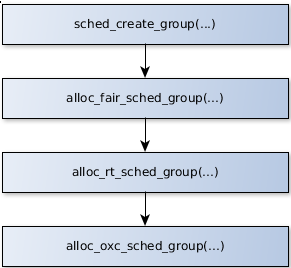 sched_create_group(...)
alloc_fair_sched_group(...)
alloc_rt_sched_group(...)
alloc_oxc_sched_group(...)